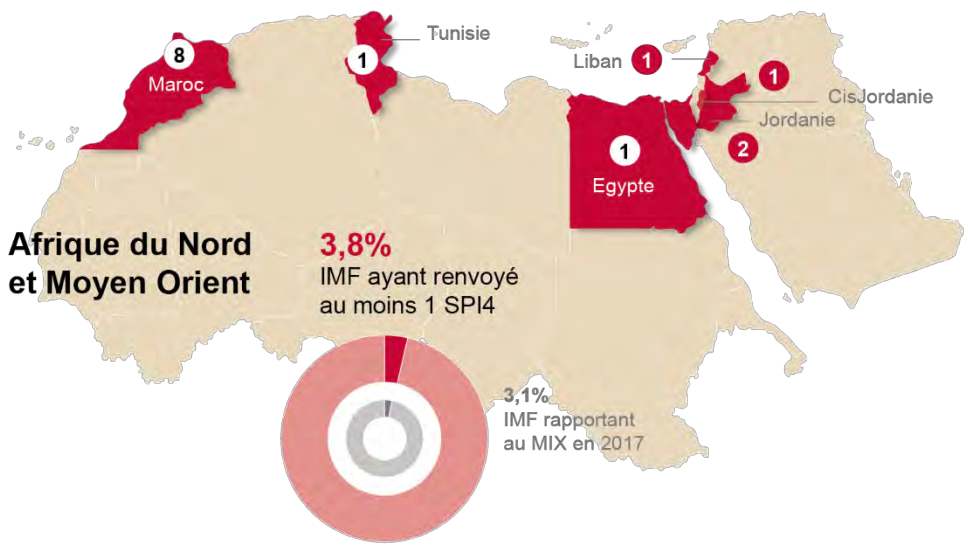 8
Maroc
1
Tunisie
Liban 1
1
CisJordanie
Jordanie
2
1
Egypte
Afrique du Nord
et Moyen Orient
3,8%
IMF ayant renvoyé
au moins 1 SPI4
3,1%
IMF rapportant
au MIX en 2017